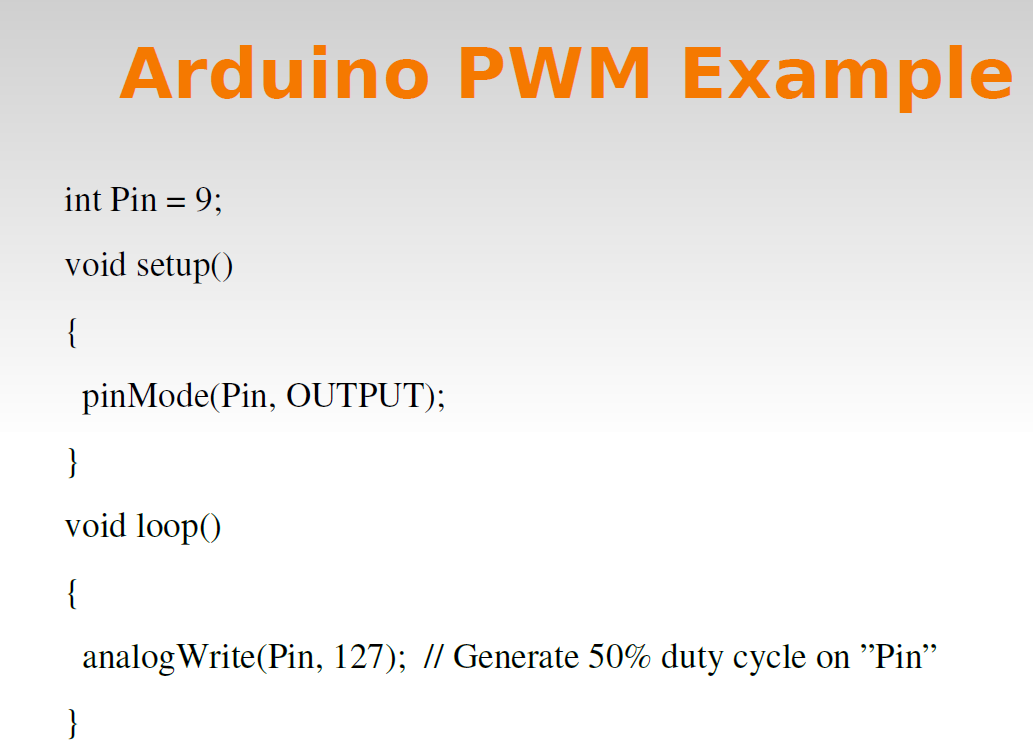 Arduino PWM Example
int Pin = 9;
void setup()
{
pinMode(Pin, OUTPUT);
}
void loop()
{
analogWrite(Pin, 127);  // Generate 50% duty cycle on ”Pin”
}